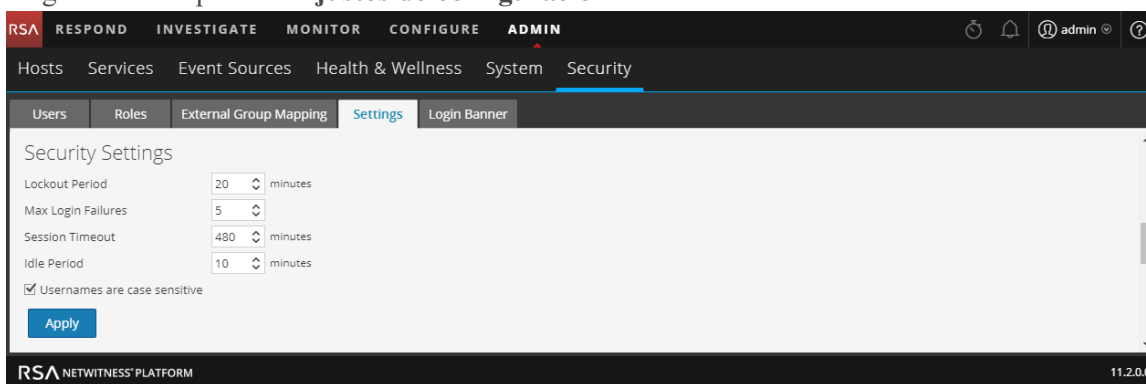 RSA RESPOND INVESTIGATE MONITOR CONFIGURE ADMIN admin
Hosts Services Event Sources Health & Wellness System Security
Users Roles External Group Mapping Settings Login Banner
Security Settings
Lockout Period 20 minutes
Max Login Failures 5
Session Timeout 480 minutes
Idle Period 10 minutes
Usernames are case sensitive
Apply
RSA NETWITNESS® PLATFORM 11.2.0.